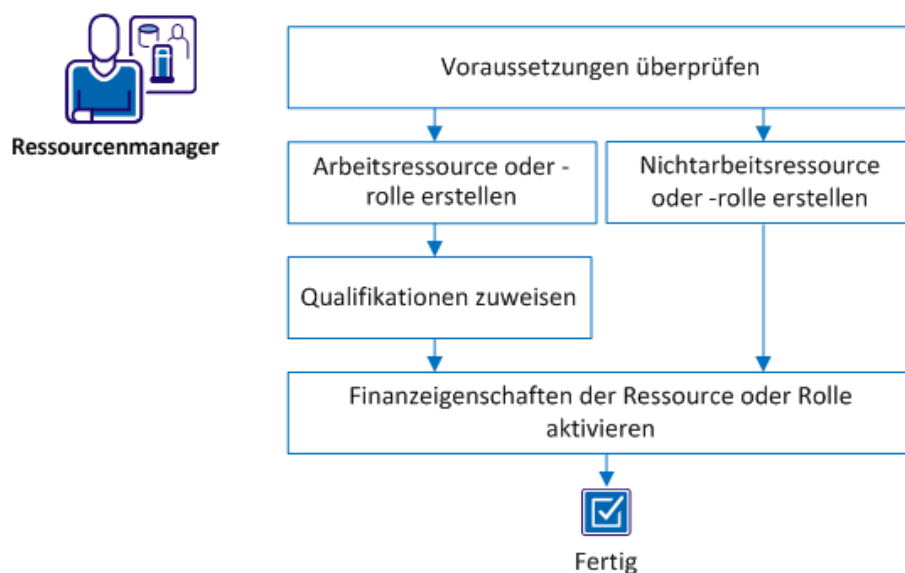 Ressourcenmanager
Voraussetzungen überprüfen
Arbeitsressource oder -
rolle erstellen
Nichtarbeitsressource
oder -rolle erstellen
Qualifikationen zuweisen
Finanzeigenschaften der Ressource oder Rolle
aktivieren
Fertig